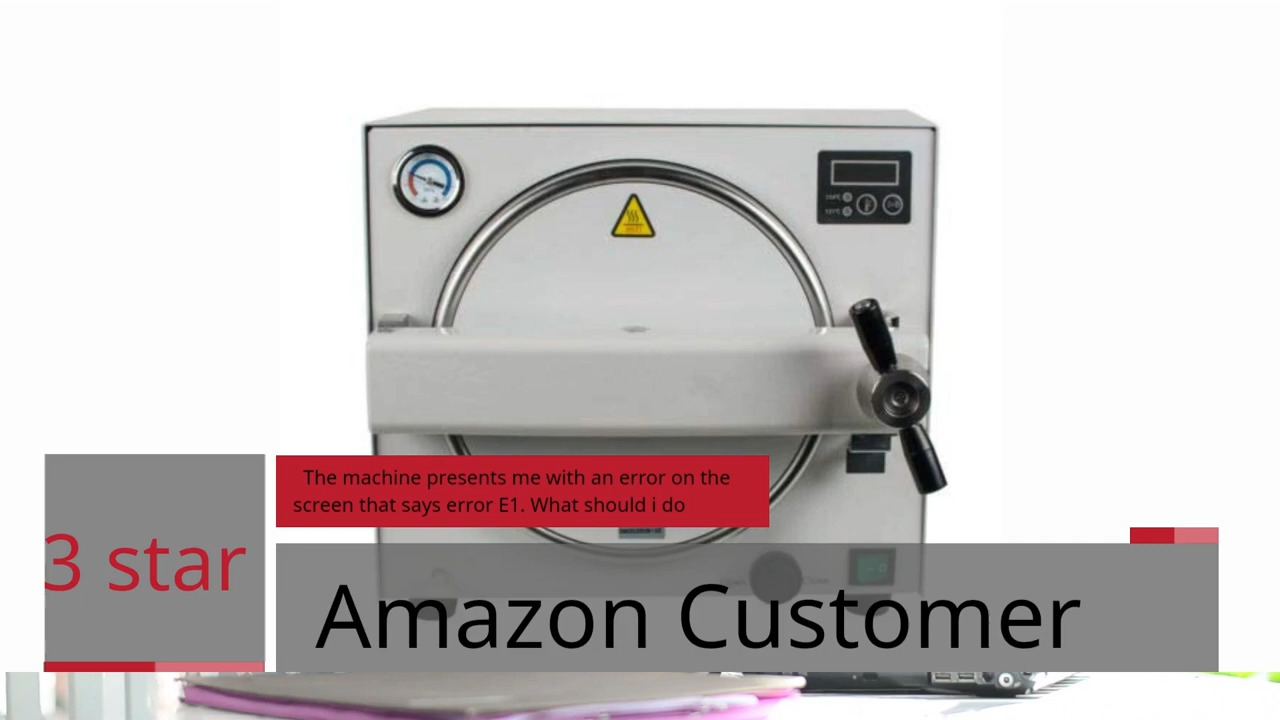 The machine presents me with an error on the
screen that says error E1. What should i do
3 star
Amazon Customer